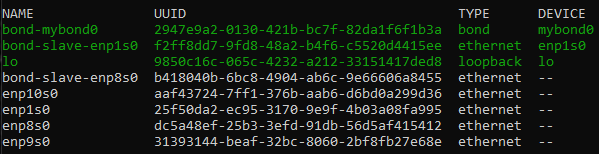 NAME UUID TYPE DEVICE
bond-mybond0 2947e9a2-0130-421b-bc7f-82da1f6f1b3a bond mybond0
bond-slave-enp1s0 f2ff8dd7-9fd8-48a2-b4f6-c5520d4415ee ethernet enp1s0
lo 9850c16c-065c-4232-a212-33151417ded8 loopback lo
bond-slave-enp8s0 b418040b-6bc8-4904-ab6c-9e66606a8455 ethernet --
enp10s0 aaf43724-7ff1-376b-aab6-d6bd0a299d36 ethernet --
enp1s0 25f50da2-ec95-3170-9e9f-4b03a08fa995 ethernet --
enp8s0 dc5a48ef-25b3-3efd-91db-56d5af415412 ethernet --
enp9s0 31393144-beaf-32bc-8060-2bf8fb27e68e ethernet --